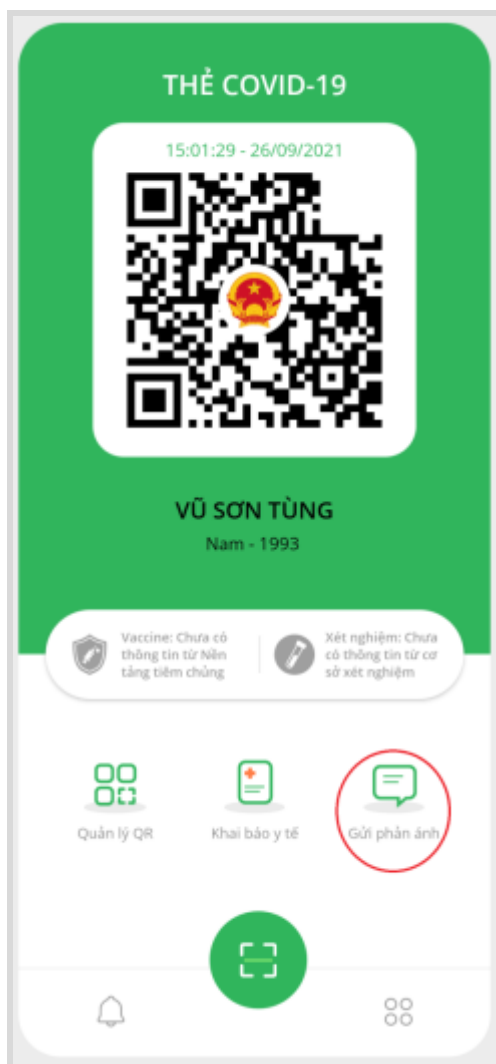 THẺ COVID-19
15:01:29 - 26/09/2021
VŨ SƠN TÙNG
Nam - 1993
Vaccine: Chưa có
thông tin từ Nền
tảng tiêm chủng
Xét nghiệm: Chưa
có thông tin từ cơ
sở xét nghiệm
Quản lý QR
Khai báo y tế
Gửi phản ánh